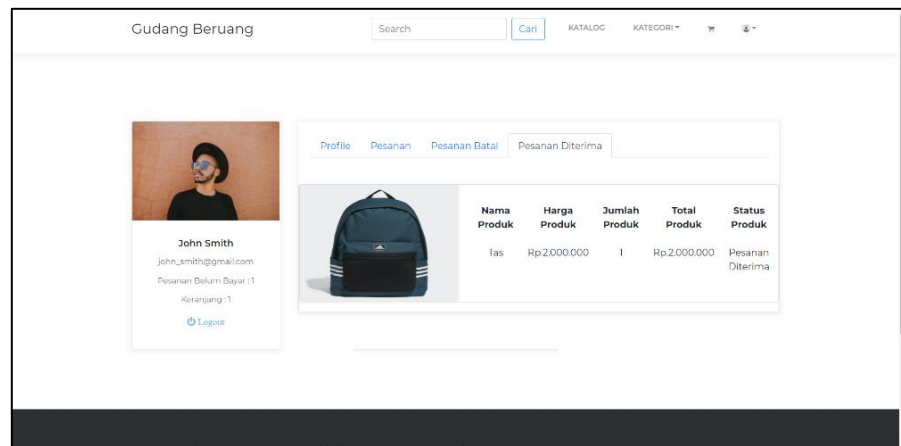 Gudang Beruang
Search
Cari
KATALOG
KATEGORI
Profile
Pesanan
Pesanan Batal
Pesanan Diterima
John Smith
john_smith@gmail.com
Pesanan Belum Bayar : 1
Keranjang : 1
Logout
Nama Produk
Harga Produk
Jumlah Produk
Total Produk
Status Produk
Tas
Rp.2.000.000
1
Rp.2.000.000
Pesanan Diterima